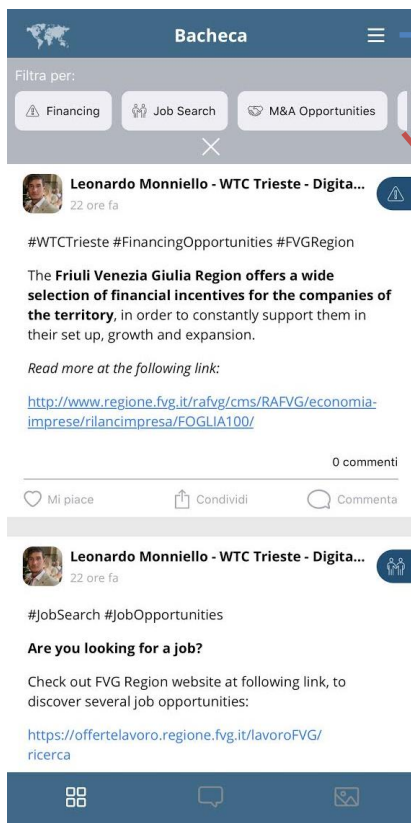 Bacheca
Filtra per:
Financing
Job Search
M&A Opportunities
Leonardo Monniello - WTC Trieste - Digita...
22 ore fa
#WTCTrieste #FinancingOpportunities #FVGRegion
The Friuli Venezia Giulia Region offers a wide
selection of financial incentives for the companies of
the territory, in order to constantly support them in
their set up, growth and expansion.
Read more at the following link:
http://www.regione.fvg.it/rafvg/cms/RAFVG/economia-
imprese/rilancimpresa/FOGLIA100/
0 commenti
Mi piace
Condividi
Commenta
Leonardo Monniello - WTC Trieste - Digita...
22 ore fa
#JobSearch #JobOpportunities
Are you looking for a job?
Check out FVG Region website at following link, to
discover several job opportunities:
https://offertelavoro.regione.fvg.it/lavoroFVG/
ricerca